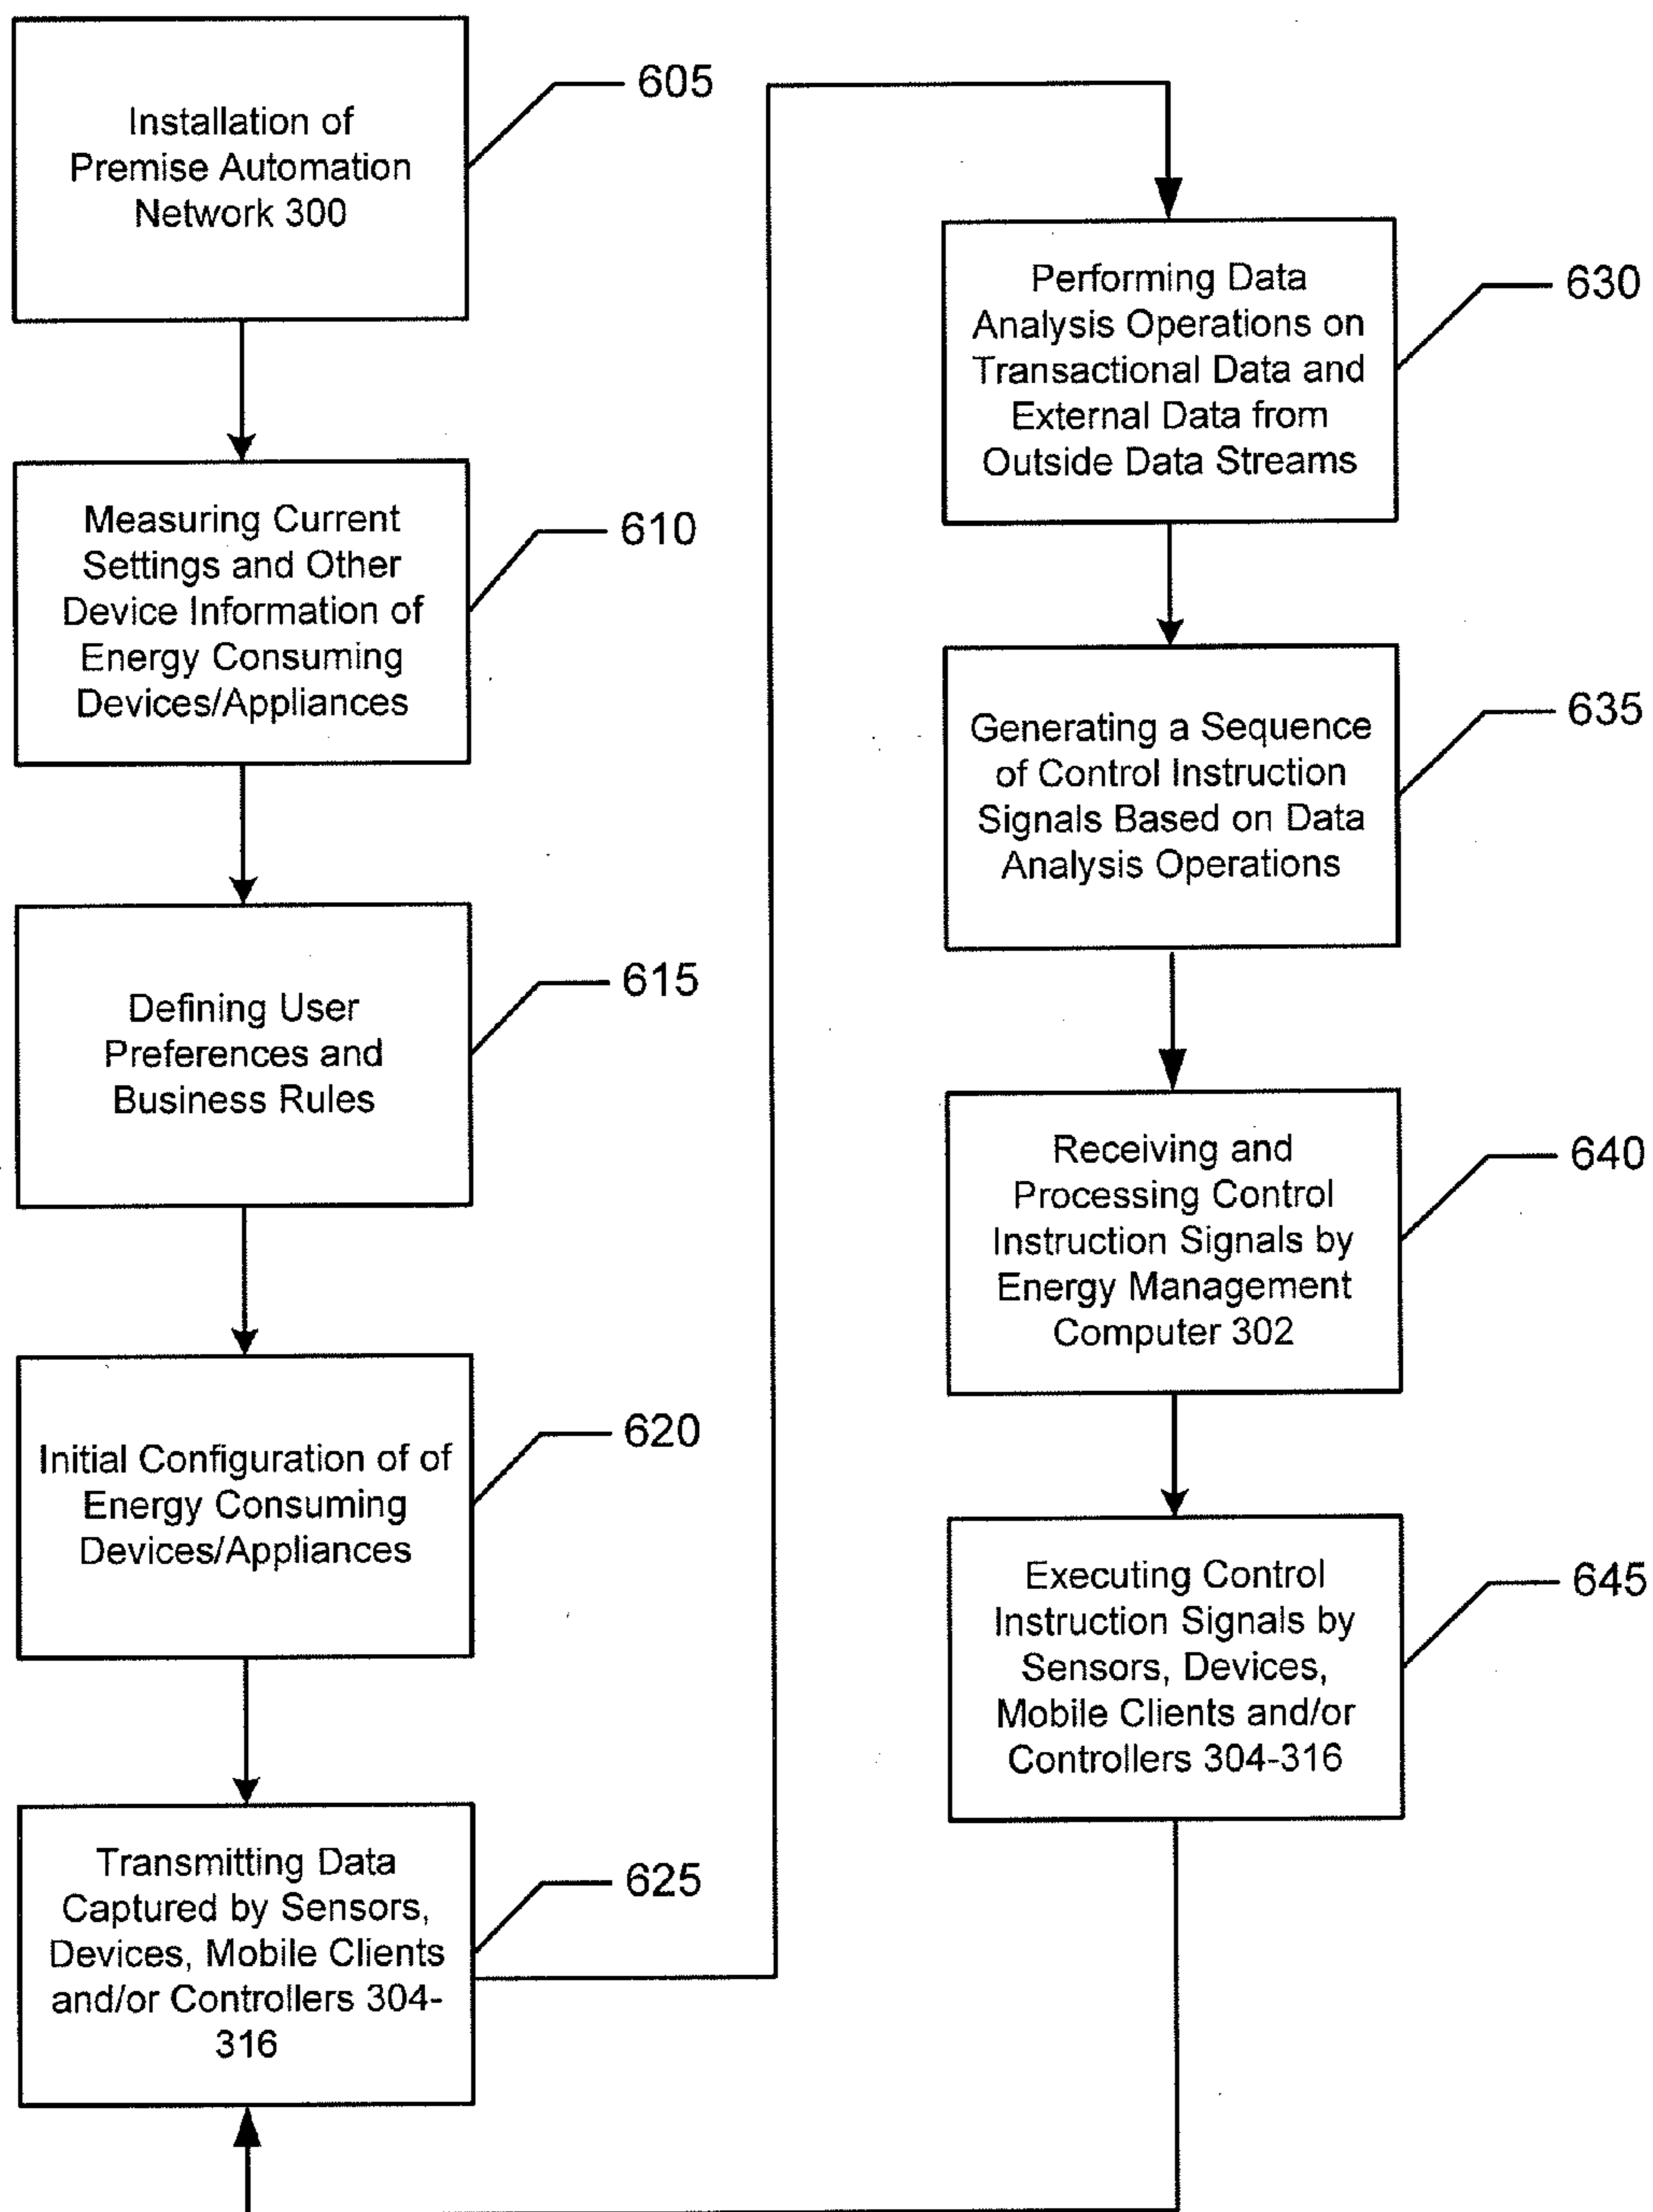 Installation of
Premise Automation
Network 300
605
Measuring Current
Settings and Other
Device Information of
Energy Consuming
Devices/Appliances
610
Defining User
Preferences and
Business Rules
615
Initial Configuration of of
Energy Consuming
Devices/Appliances
620
Transmitting Data
Captured by Sensors,
Devices, Mobile Clients
and/or Controllers 304-
316
625
Performing Data
Analysis Operations on
Transactional Data and
External Data from
Outside Data Streams
630
Generating a Sequence
of Control Instruction
Signals Based on Data
Analysis Operations
635
Receiving and
Processing Control
Instruction Signals by
Energy Management
Computer 302
640
Executing Control
Instruction Signals by
Sensors, Devices,
Mobile Clients and/or
Controllers 304-316
645